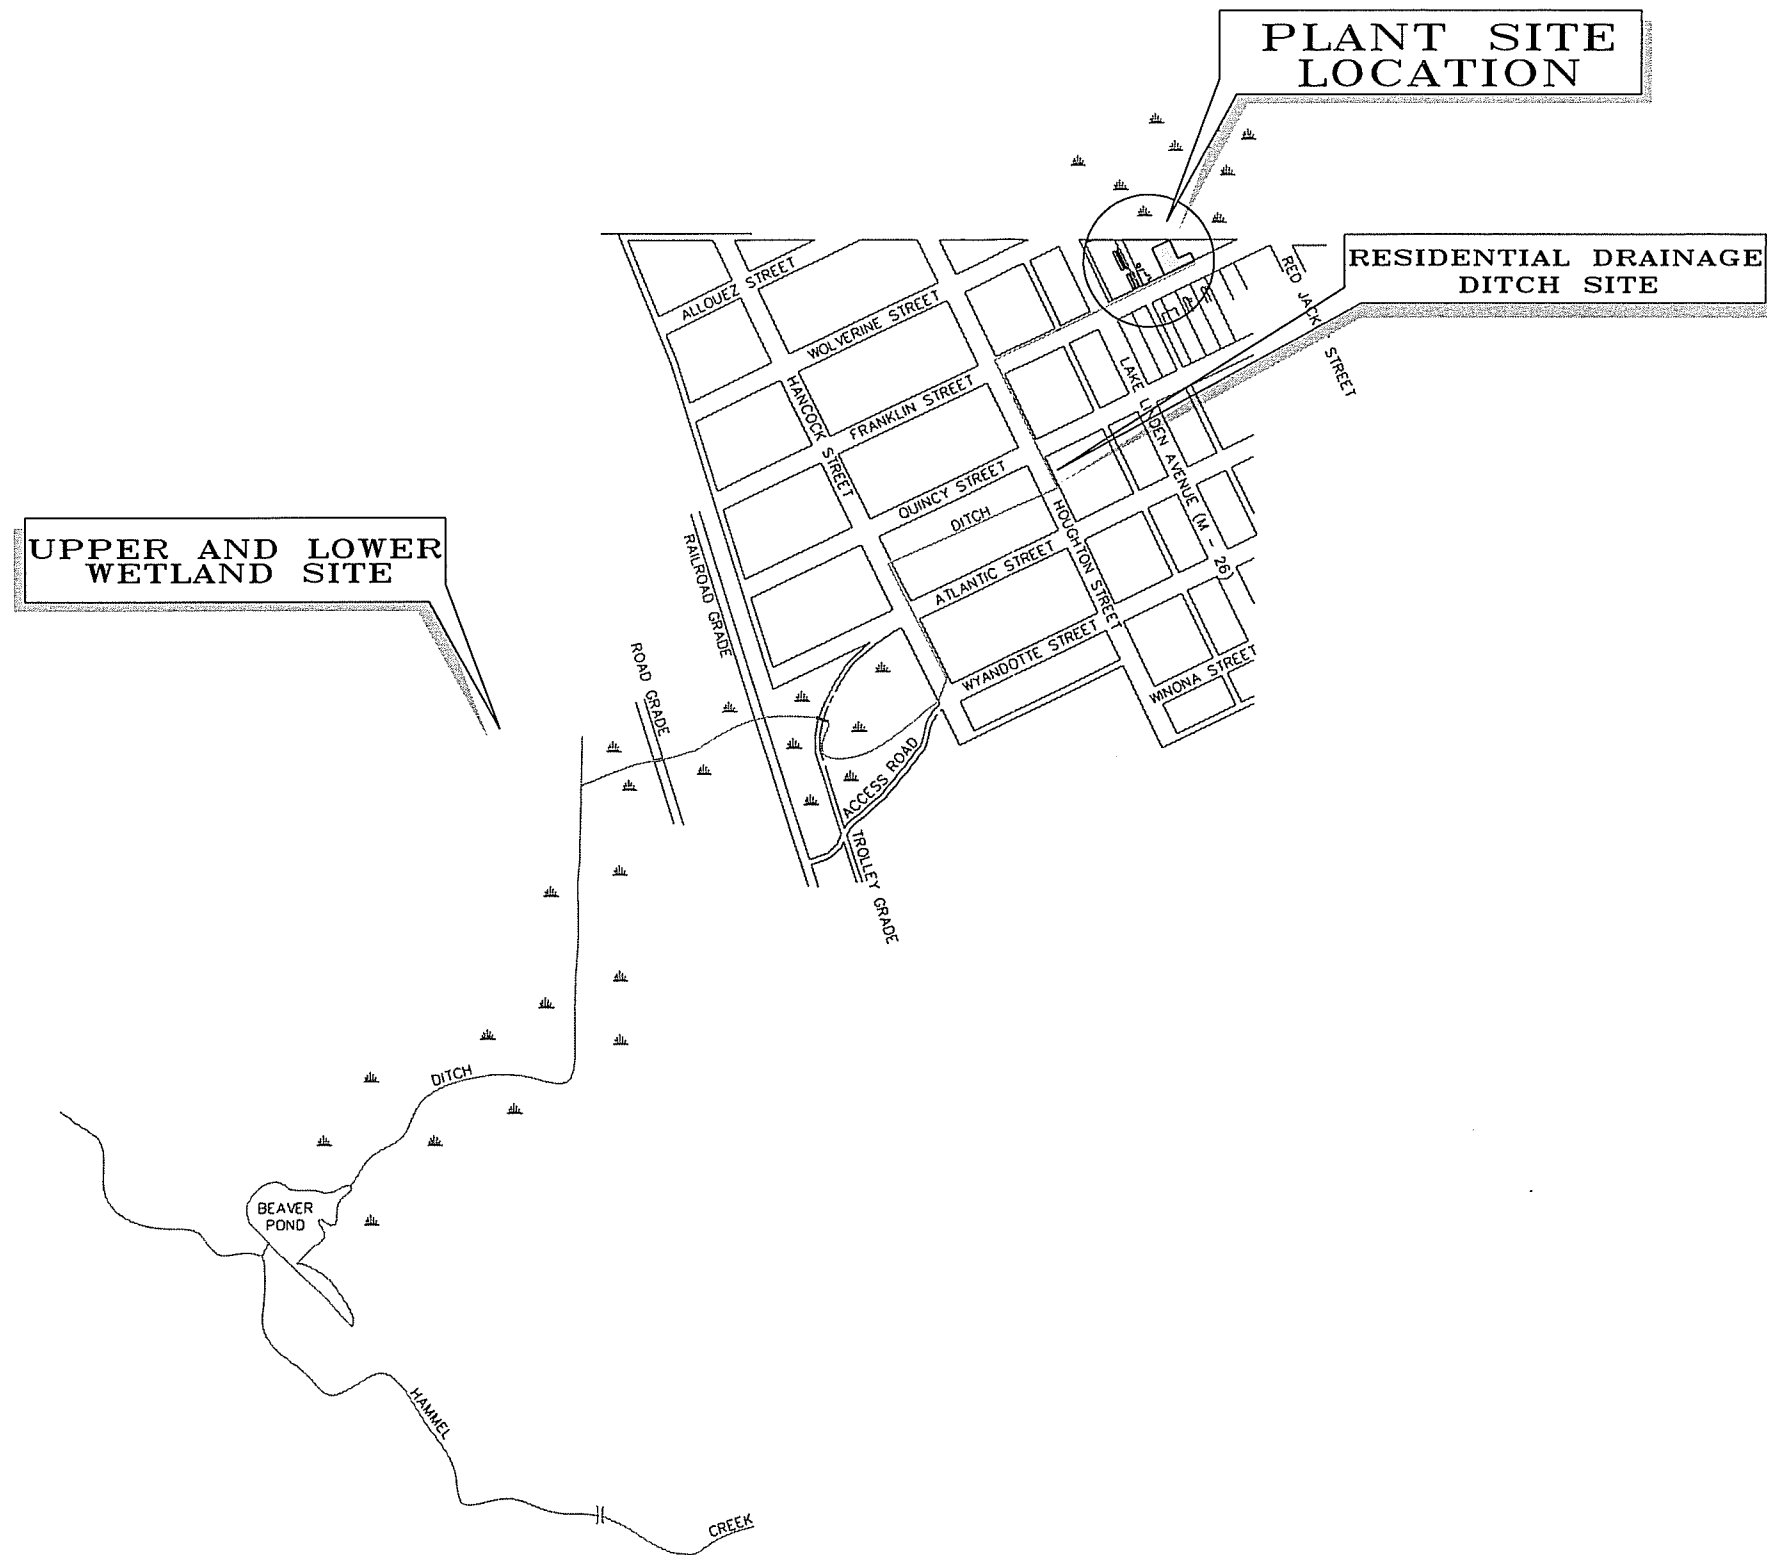 PLANT SITE
LOCATION
RESIDENTIAL DRAINAGE
DITCH SITE
ALLOUEZ STREET
WOLVERINE STREET
RED JACK STREET
HANCOCK STREET
FRANKLIN STREET
LAKE LINDEN AVENUE (M - 26)
QUINCY STREET
DITCH
HOUGHTON STREET
UPPER AND LOWER
WETLAND SITE
RAILROAD GRADE
ATLANTIC STREET
WYANDOTTE STREET
WINONA STREET
ROAD GRADE
ACCESS ROAD
TROLLEY GRADE
DITCH
BEAVER
POND
HAMMEL
CREEK